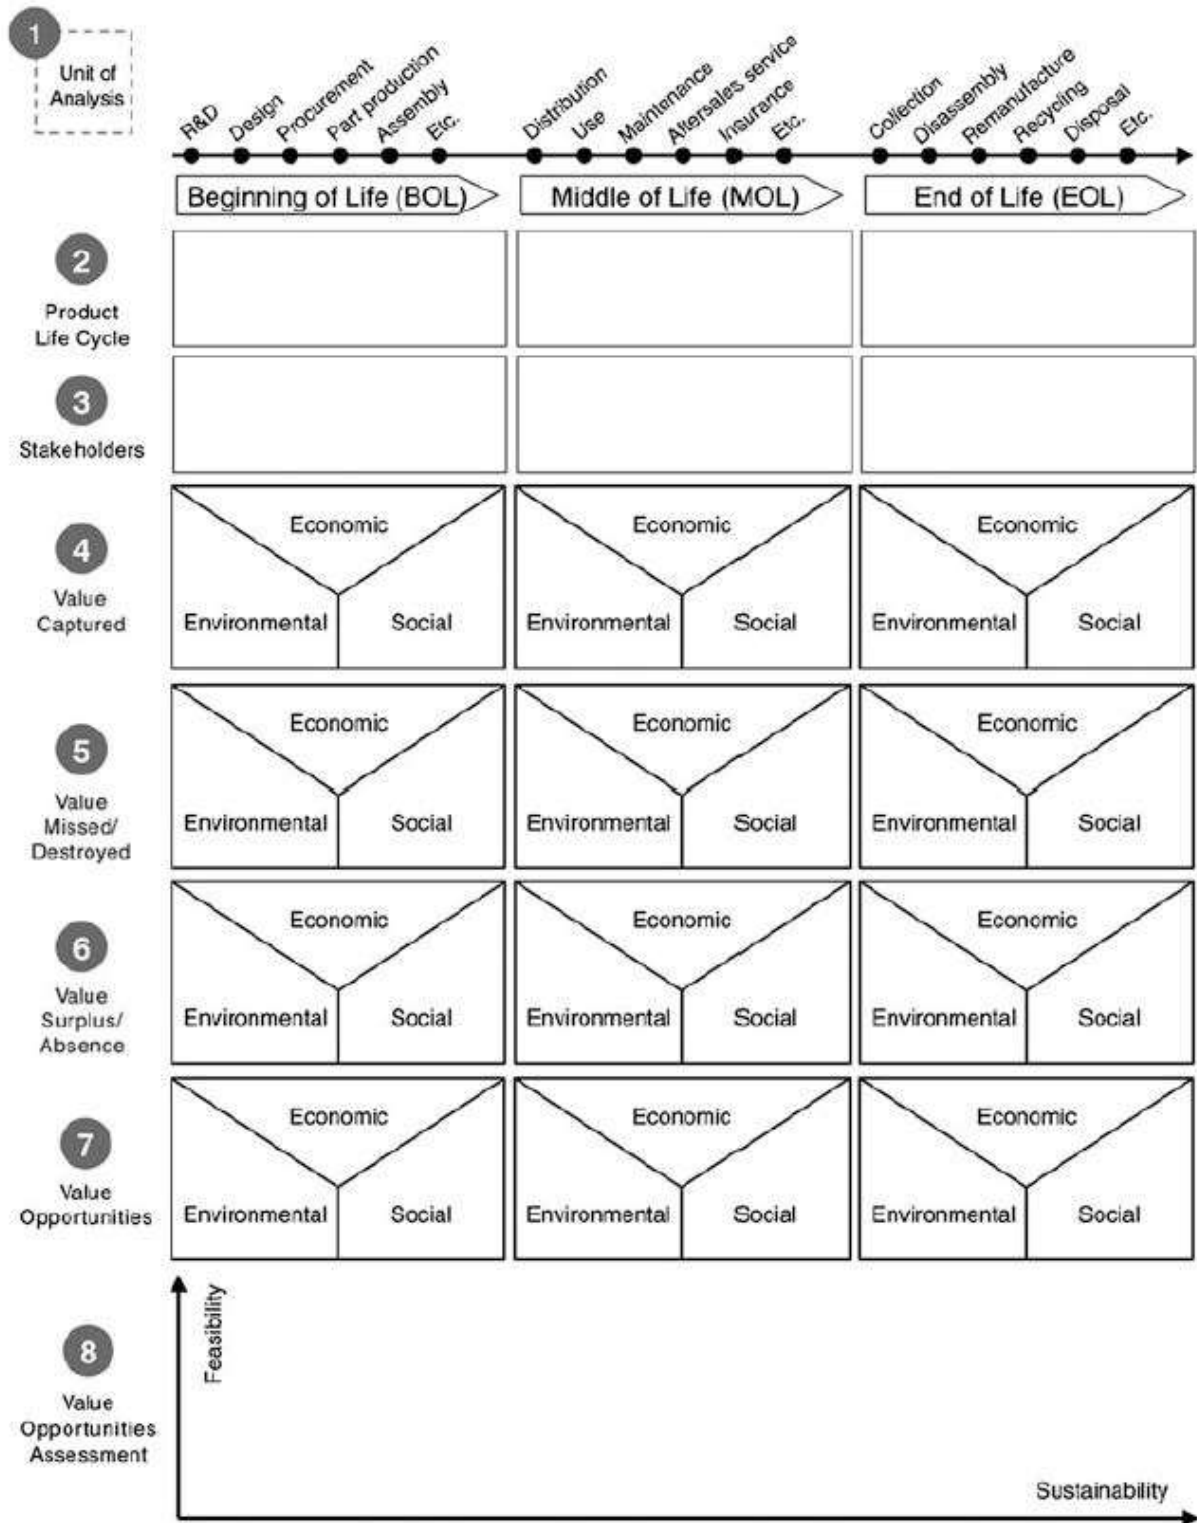 1
Unit of
Analysis
R&D
Design
Procurement
Part production
Assembly
Etc.
Distribution
Use
Maintenance
Aftersales service
Insurance
Etc.
Collection
Disassembly
Remanufacture
Recycling
Disposal
Etc.
Beginning of Life (BOL)
Middle of Life (MOL)
End of Life (EOL)
2
Product
Life Cycle
3
Stakeholders
4
Value
Captured
Economic
Environmental
Social
Economic
Environmental
Social
Economic
Environmental
Social
5
Value
Missed/
Destroyed
Economic
Environmental
Social
Economic
Environmental
Social
Economic
Environmental
Social
6
Value
Surplus/
Absence
Economic
Environmental
Social
Economic
Environmental
Social
Economic
Environmental
Social
7
Value
Opportunities
Economic
Environmental
Social
Economic
Environmental
Social
Economic
Environmental
Social
8
Value
Opportunities
Assessment
Feasibility
Sustainability